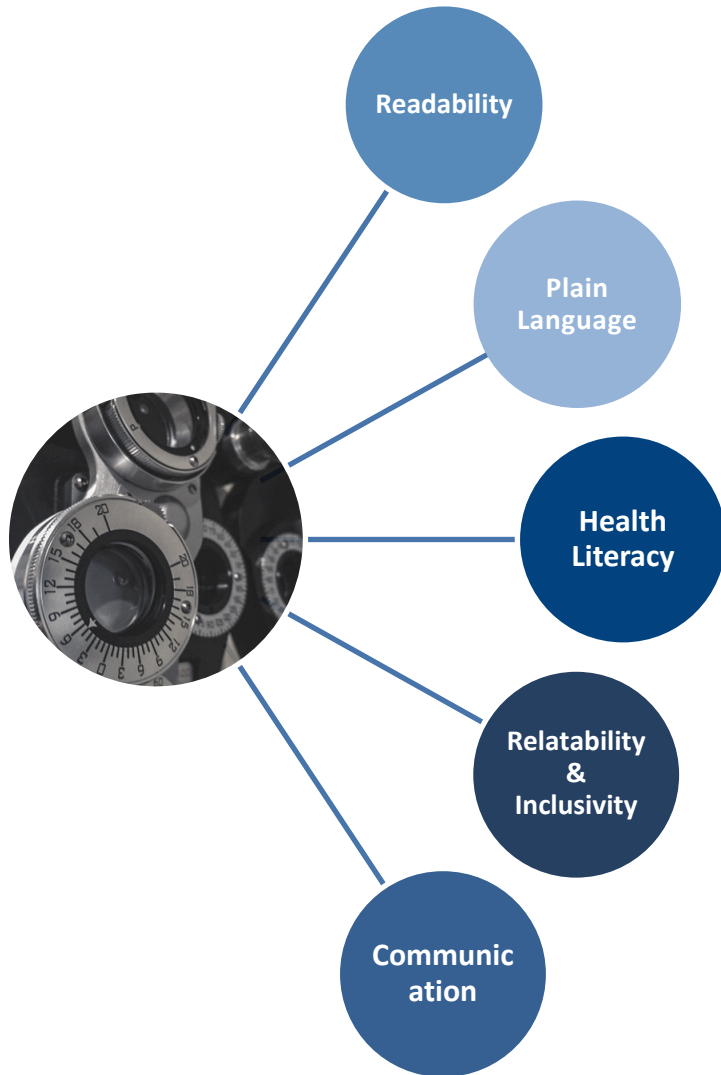 Readability
Plain
Language
Health
Literacy
Relatability
&
Inclusivity
Communic
ation